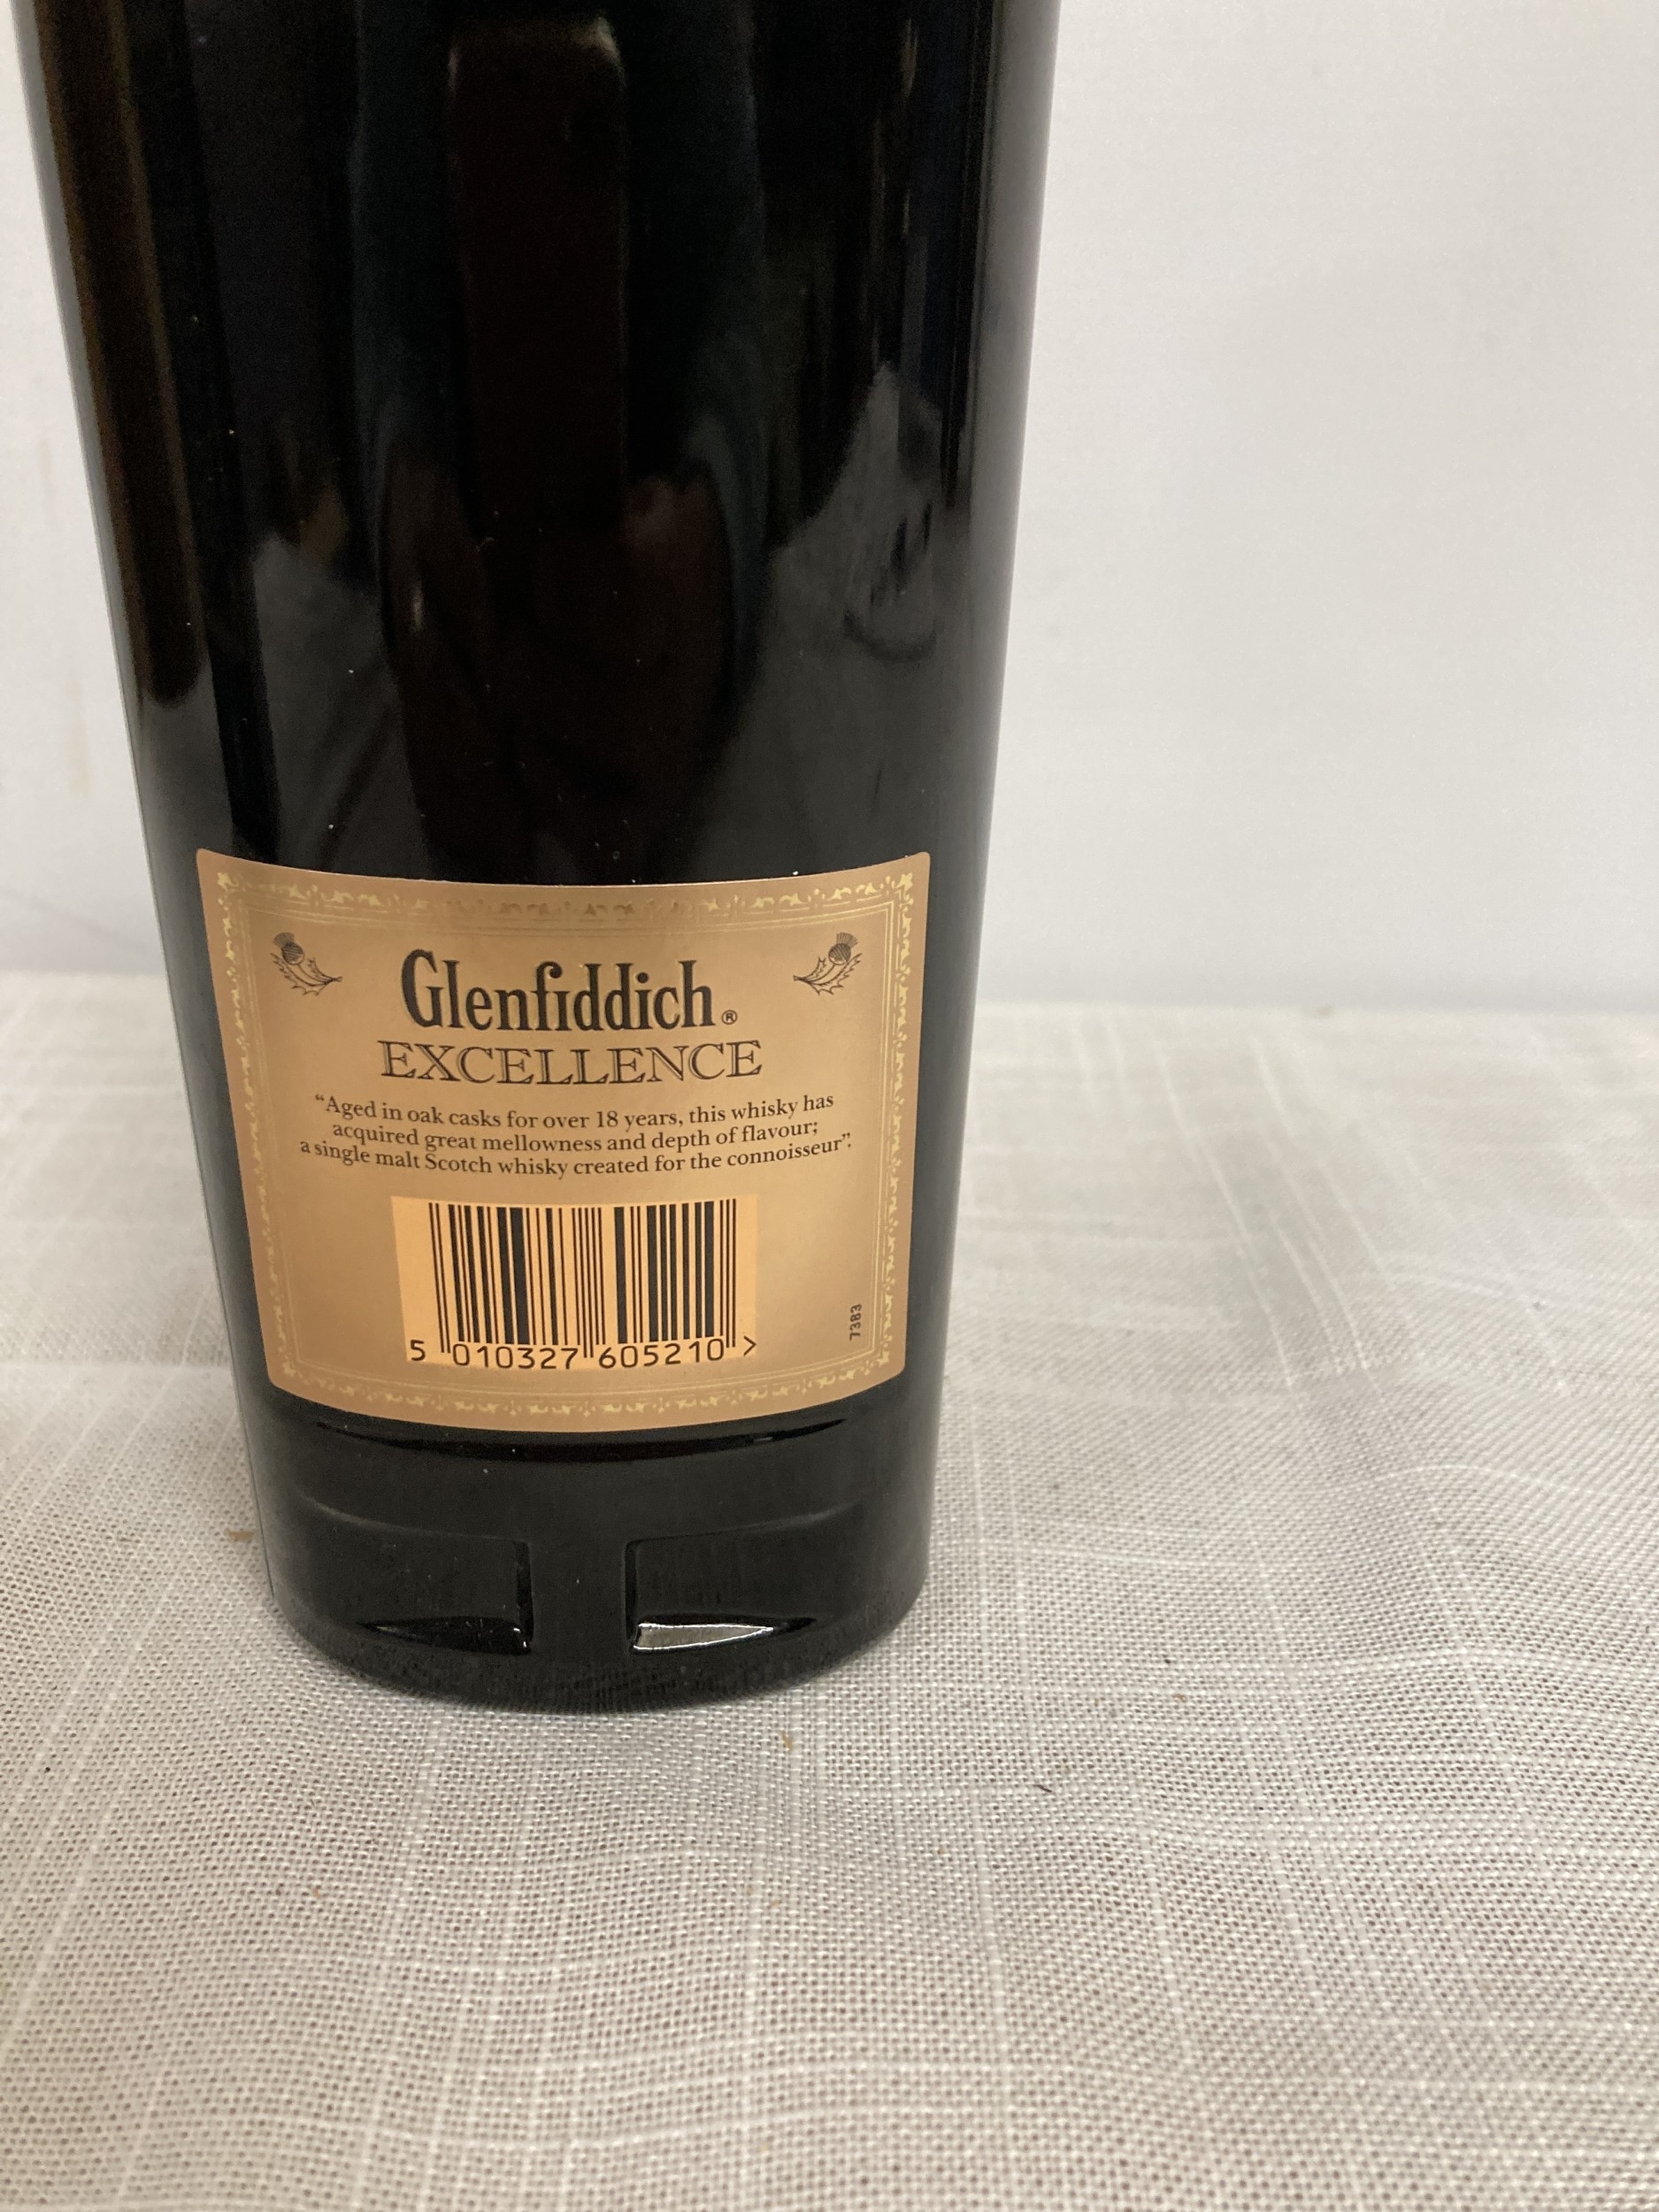 Glenfiddich®
EXCELLENCE
“Aged in oak casks for over 18 years, this whisky has
acquired great mellowness and depth of flavour;
a single malt Scotch whisky created for the connoisseur”.
7383
5 010327 605210 >